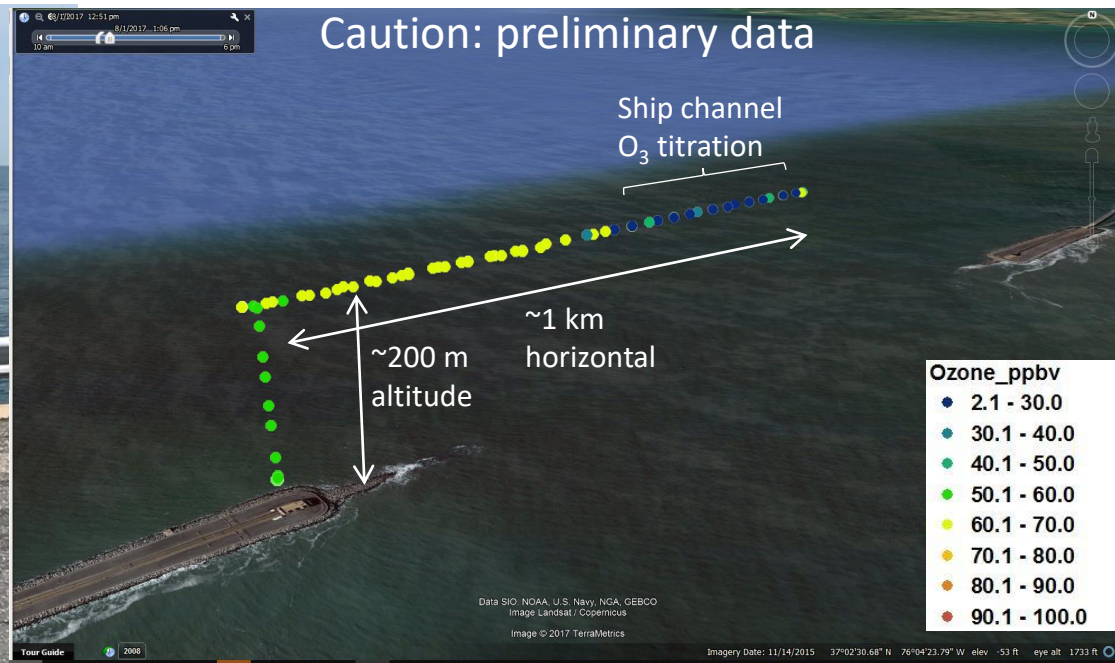 8/1/2017 12:51 pm
8/1/2017 1:06 pm
10 am
6 pm
Caution: preliminary data
N
Ship channel
O₃ titration
~1 km
horizontal
~200 m
altitude
Ozone_ppbv
2.1 - 30.0
30.1 - 40.0
40.1 - 50.0
50.1 - 60.0
60.1 - 70.0
70.1 - 80.0
80.1 - 90.0
90.1 - 100.0
Data SIO, NOAA, U.S. Navy, NGA, GEBCO
Image Landsat / Copernicus
Image © 2017 TerraMetrics
Tour Guide
2008
Imagery Date: 11/14/2015 37°02'30.68" N 76°04'23.79" W elev -53 ft eye alt 1733 ft